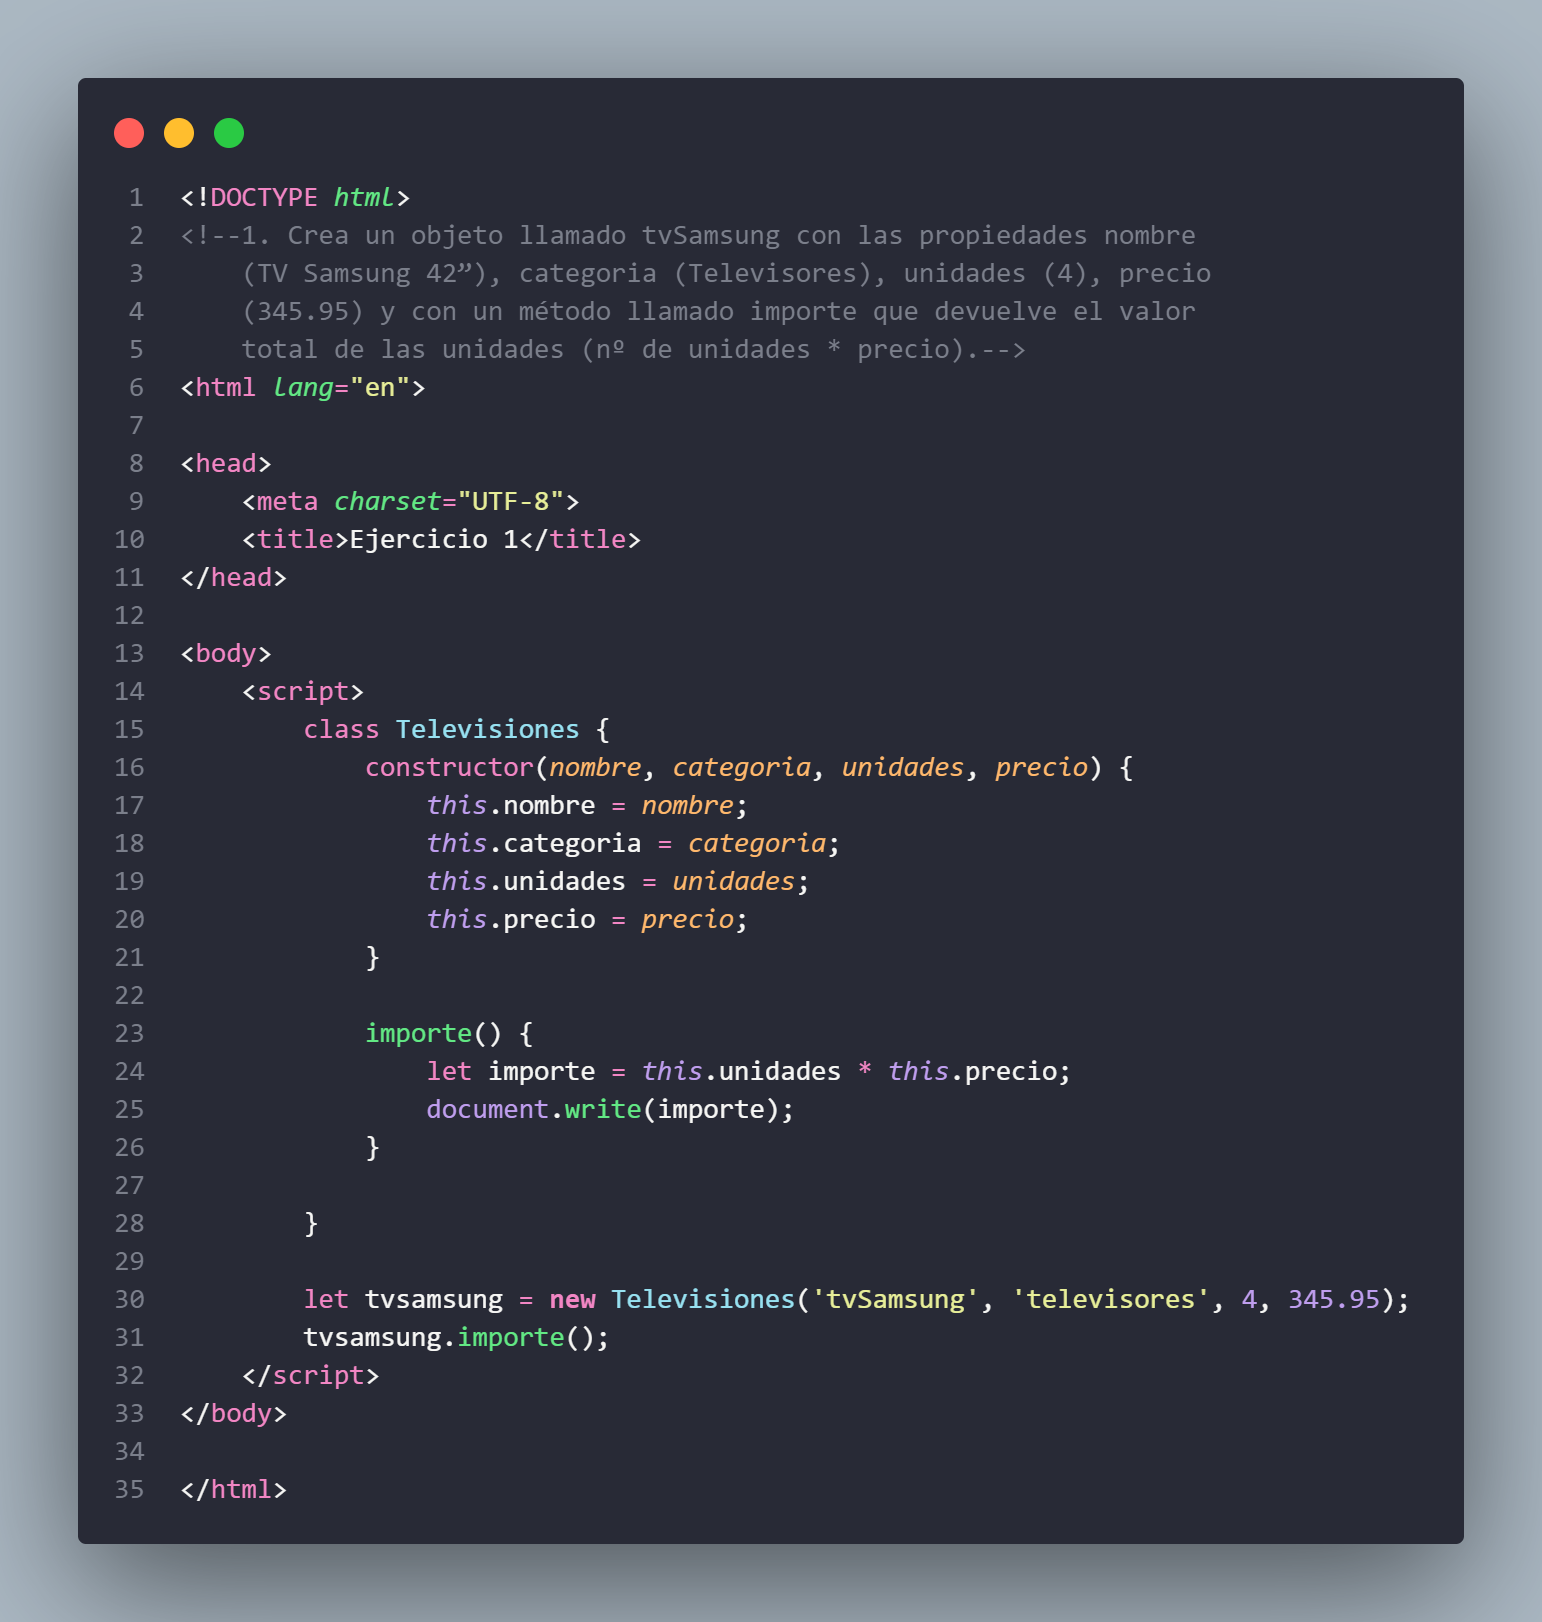 1 <!DOCTYPE html>
2 <!--1. Crea un objeto llamado tvSamsung con las propiedades nombre
3     (TV Samsung 42”), categoria (Televisores), unidades (4), precio
4     (345.95) y con un método llamado importe que devuelve el valor
5     total de las unidades (nº de unidades * precio).-->
6 <html lang="en">
7
8 <head>
9     <meta charset="UTF-8">
10     <title>Ejercicio 1</title>
11 </head>
12
13 <body>
14     <script>
15         class Televisiones {
16             constructor(nombre, categoria, unidades, precio) {
17                 this.nombre = nombre;
18                 this.categoria = categoria;
19                 this.unidades = unidades;
20                 this.precio = precio;
21             }
22
23             importe() {
24                 let importe = this.unidades * this.precio;
25                 document.write(importe);
26             }
27
28         }
29
30         let tvsamsung = new Televisiones('tvSamsung', 'televisores', 4, 345.95);
31         tvsamsung.importe();
32     </script>
33 </body>
34
35 </html>